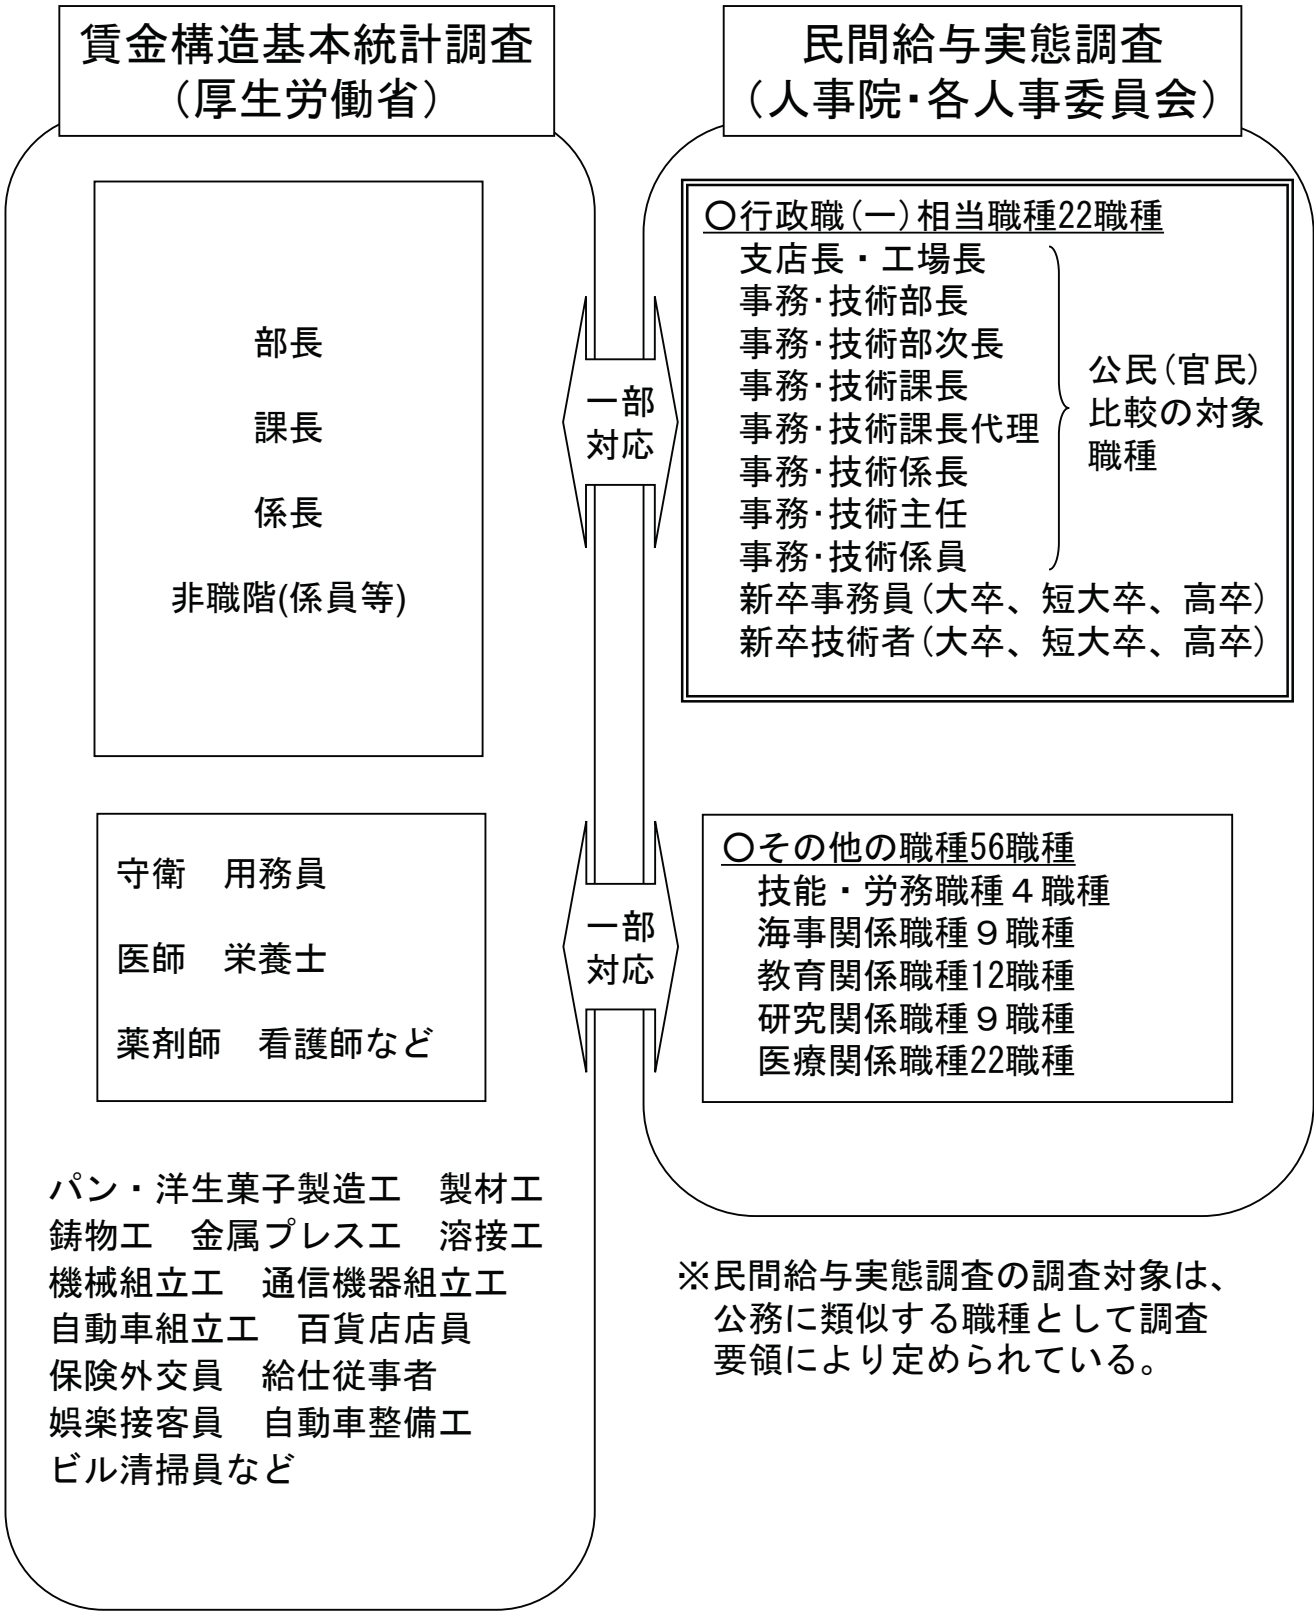 賃金構造基本統計調査
（厚生労働省）
部長
課長
係長
非職階(係員等)
守衛　用務員
医師　栄養士
薬剤師　看護師など
パン・洋生菓子製造工　製材工
鋳物工　金属プレス工　溶接工
機械組立工　通信機器組立工
自動車組立工　百貨店店員
保険外交員　給仕従事者
娯楽接客員　自動車整備工
ビル清掃員など
一部
対応
一部
対応
民間給与実態調査
（人事院・各人事委員会）
○行政職(一)相当職種22職種
支店長・工場長
事務・技術部長
事務・技術部次長
事務・技術課長
事務・技術課長代理
事務・技術係長
事務・技術主任
事務・技術係員
新卒事務員(大卒、短大卒、高卒)
新卒技術者(大卒、短大卒、高卒)
公民(官民)
比較の対象
職種
○その他の職種56職種
技能・労務職種４職種
海事関係職種９職種
教育関係職種12職種
研究関係職種９職種
医療関係職種22職種
※民間給与実態調査の調査対象は、
公務に類似する職種として調査
要領により定められている。